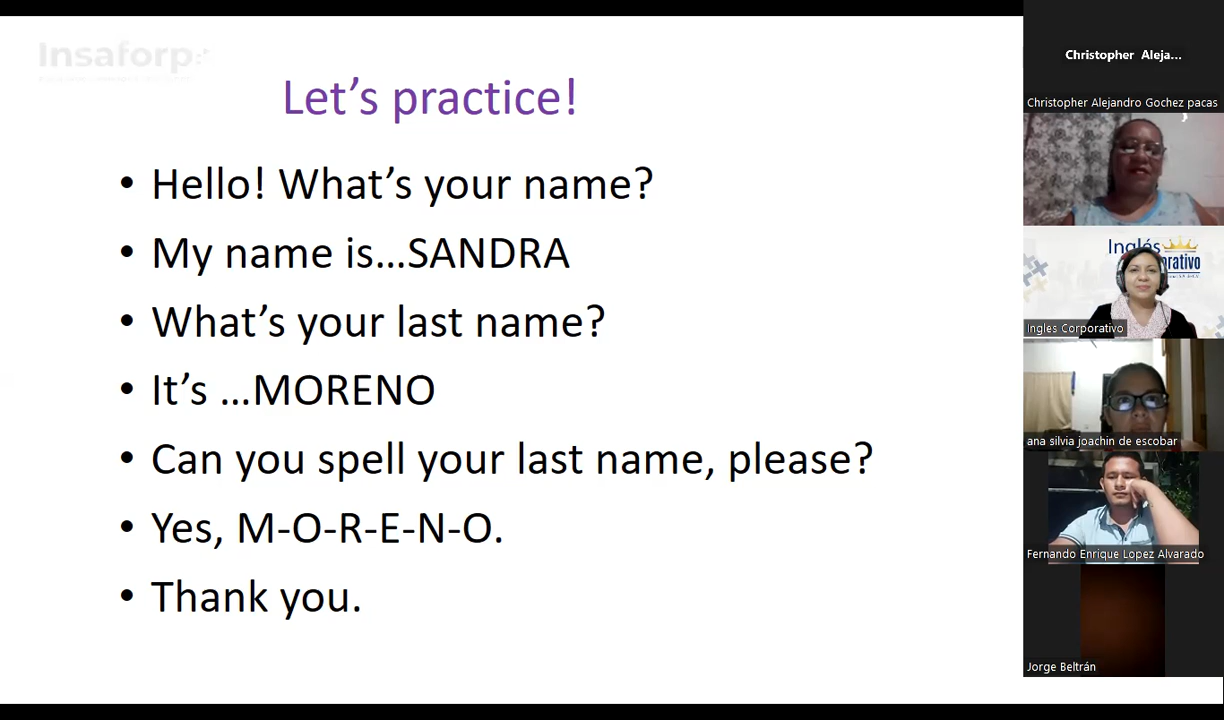 Insaforp
Let's practice!
• Hello! What's your name?
• My name is...SANDRA
• What's your last name?
• It's ...MORENO
• Can you spell your last name, please?
• Yes, M-O-R-E-N-O.
• Thank you.
Christopher Aleja...
Christopher Alejandro Gochez pacas
Inglés
Ingles Corporativo
ana silvia joachin de escobar
Fernando Enrique Lopez Alvarado
Jorge Beltrán